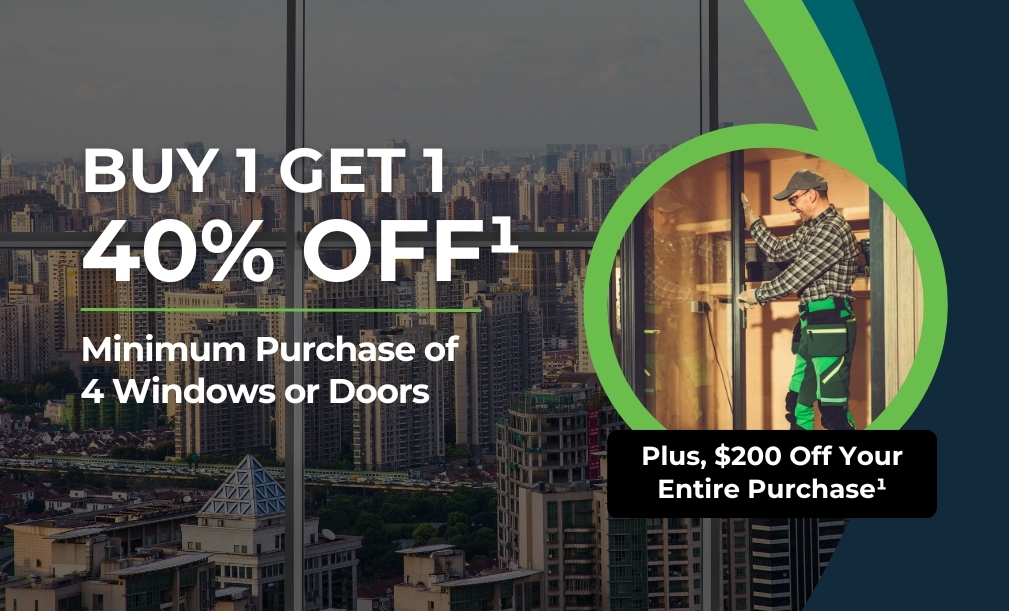 BUY 1 GET 1
40% OFF¹
Minimum Purchase of
4 Windows or Doors
Plus, $200 Off Your
Entire Purchase¹